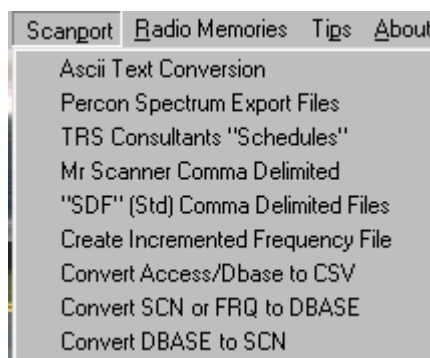 Scanport Radio Memories Tips About
Ascii Text Conversion
Percon Spectrum Export Files
TRS Consultants "Schedules"
Mr Scanner Comma Delimited
"SDF" (Std) Comma Delimited Files
Create Incremented Frequency File
Convert Access/Dbase to CSV
Convert SCN or FRQ to DBASE
Convert DBASE to SCN